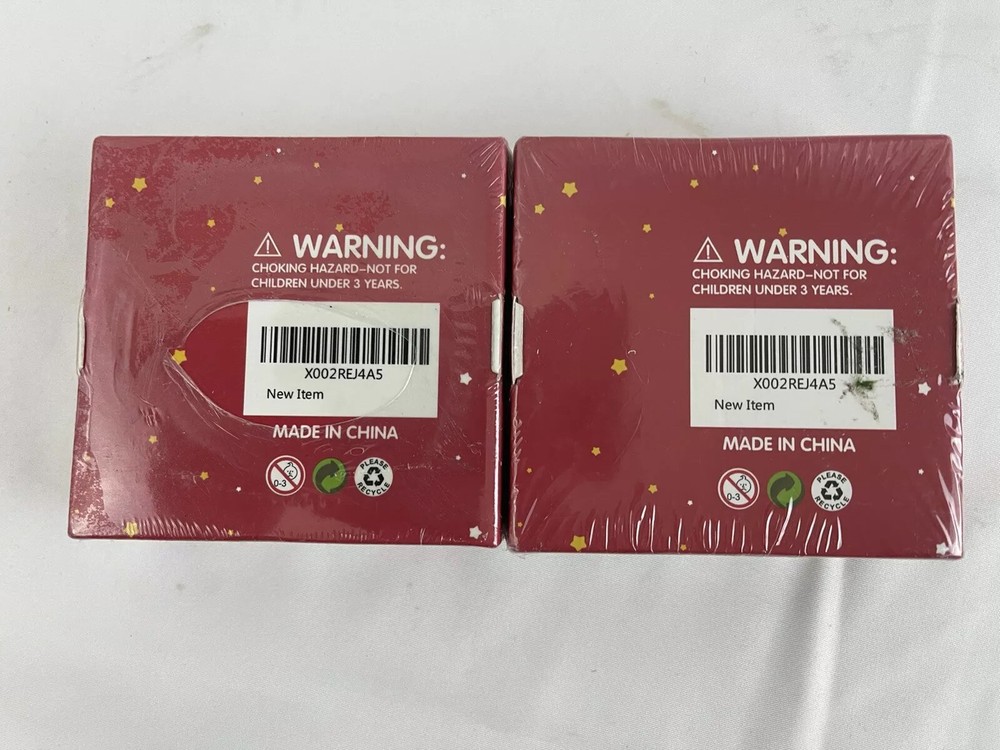 WARNING:
CHOKING HAZARD–NOT FOR
CHILDREN UNDER 3 YEARS.
X002REJ4A5
New Item
MADE IN CHINA
0-3
PLEASE
RECYCLE
WARNING:
CHOKING HAZARD–NOT FOR
CHILDREN UNDER 3 YEARS.
X002REJ4A5
New Item
MADE IN CHINA
0-3
PLEASE
RECYCLE